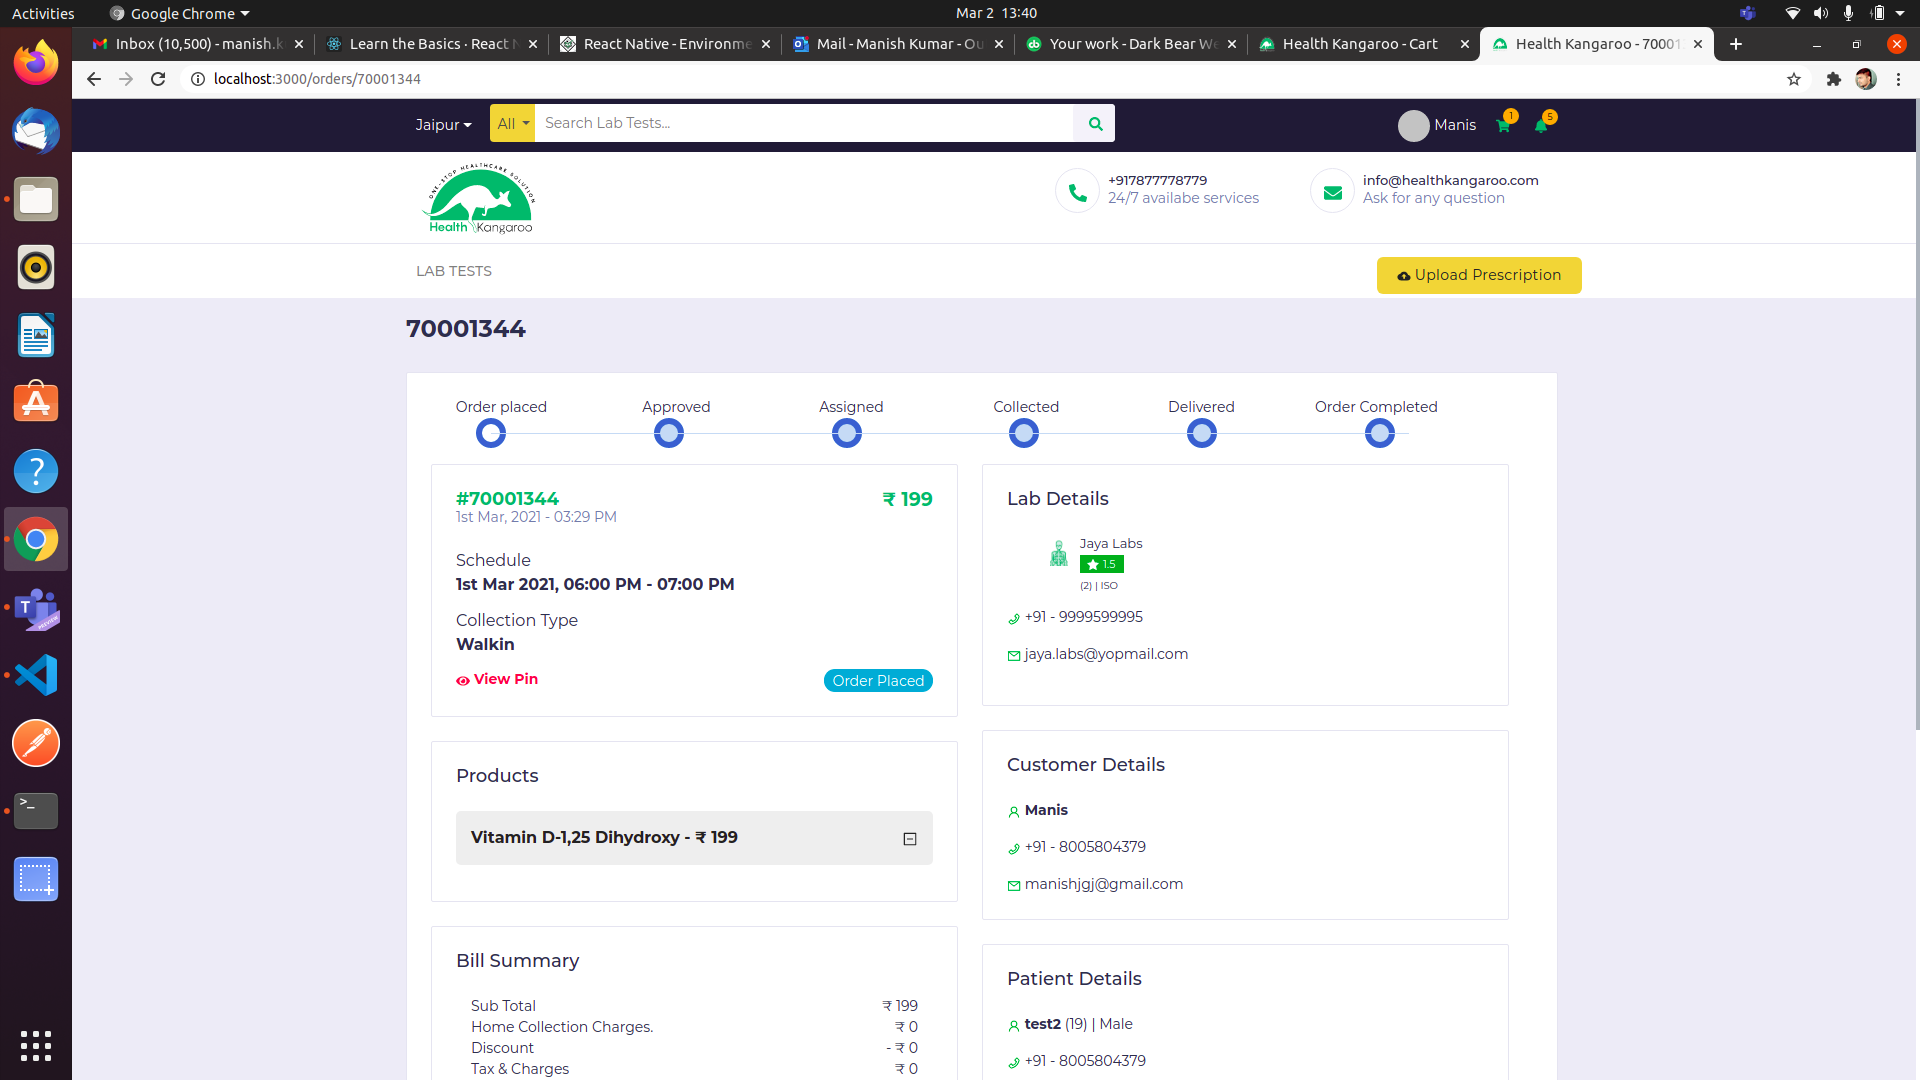 Activities
Google Chrome
Mar 2 13:40
Inbox (10,500) - manish.k
Learn the Basics · React N
React Native - Environme
Mail - Manish Kumar - Ou
Your work - Dark Bear We
Health Kangaroo - Cart
Health Kangaroo - 70001
localhost:3000/orders/70001344
Jaipur
All
Search Lab Tests...
Manis
1
5
ONE-STOP HEALTHCARE SOLUTION
Health Kangaroo
+917877778779
24/7 availabe services
info@healthkangaroo.com
Ask for any question
LAB TESTS
Upload Prescription
70001344
Order placed
Approved
Assigned
Collected
Delivered
Order Completed
#70001344
₹ 199
1st Mar, 2021 - 03:29 PM
Schedule
1st Mar 2021, 06:00 PM - 07:00 PM
Collection Type
Walkin
View Pin
Order Placed
Products
Vitamin D-1,25 Dihydroxy - ₹ 199
Bill Summary
Sub Total ₹ 199
Home Collection Charges. ₹ 0
Discount - ₹ 0
Tax & Charges ₹ 0
Lab Details
Jaya Labs
1.5
(2) | ISO
+91 - 9999599995
jaya.labs@yopmail.com
Customer Details
Manis
+91 - 8005804379
manishjgj@gmail.com
Patient Details
test2 (19) | Male
+91 - 8005804379